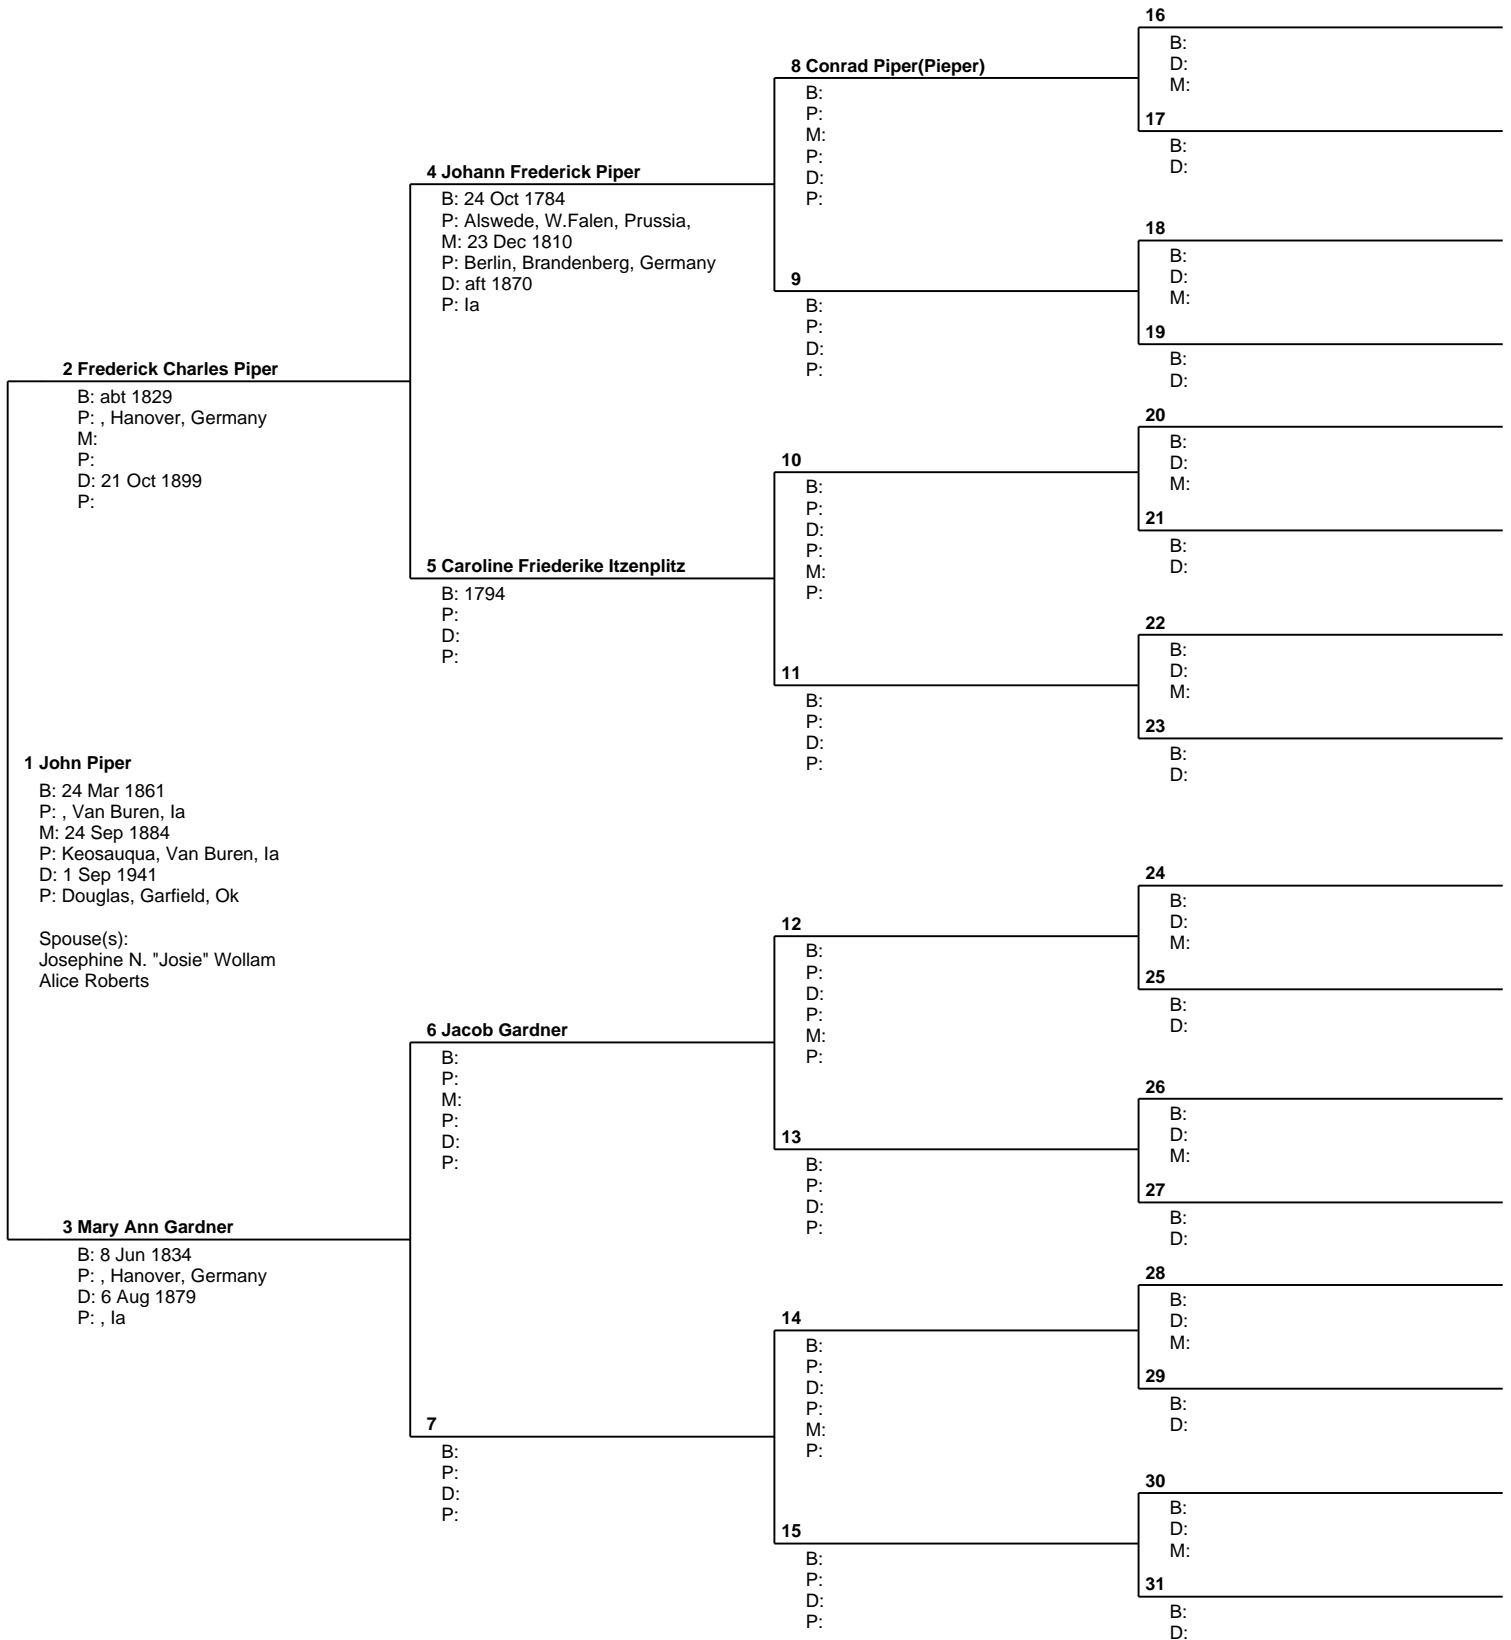 16
B:
D:
M:
8 Conrad Piper(Pieper)
B:
P:
M:
P:
D:
P:
17
B:
D:
4 Johann Frederick Piper
B: 24 Oct 1784
P: Alswede, W.Falen, Prussia,
M: 23 Dec 1810
P: Berlin, Brandenberg, Germany
D: aft 1870
P: Ia
18
B:
D:
M:
9
B:
P:
D:
P:
19
B:
D:
2 Frederick Charles Piper
B: abt 1829
P: , Hanover, Germany
M:
P:
D: 21 Oct 1899
P:
20
B:
D:
M:
10
B:
P:
D:
P:
M:
P:
21
B:
D:
5 Caroline Friederike Itzenplitz
B: 1794
P:
D:
P:
22
B:
D:
M:
11
B:
P:
D:
P:
23
B:
D:
1 John Piper
B: 24 Mar 1861
P: , Van Buren, Ia
M: 24 Sep 1884
P: Keosauqua, Van Buren, Ia
D: 1 Sep 1941
P: Douglas, Garfield, Ok
Spouse(s):
Josephine N. "Josie" Wollam
Alice Roberts
24
B:
D:
M:
12
B:
P:
D:
P:
M:
P:
25
B:
D:
6 Jacob Gardner
B:
P:
M:
P:
D:
P:
26
B:
D:
M:
13
B:
P:
D:
P:
27
B:
D:
3 Mary Ann Gardner
B: 8 Jun 1834
P: , Hanover, Germany
D: 6 Aug 1879
P: , Ia
28
B:
D:
M:
14
B:
P:
D:
P:
M:
P:
29
B:
D:
7
B:
P:
D:
P:
30
B:
D:
M:
15
B:
P:
D:
P:
31
B:
D: